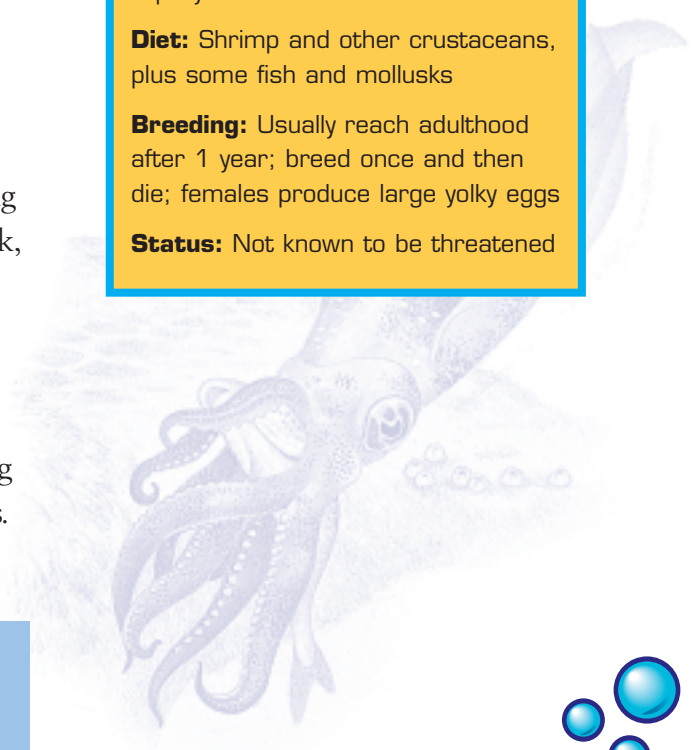 Diet: Shrimp and other crustaceans,
plus some fish and mollusks
Breeding: Usually reach adulthood
after 1 year; breed once and then
die; females produce large yolky eggs
Status: Not known to be threatened